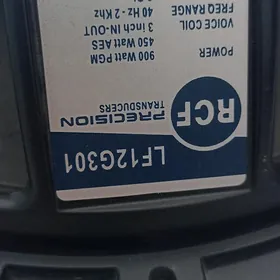 LF12G301
RCF
PRECISION
TRANSDUCERS
POWER 900 Watt PGM
450 Watt AES
VOICE COIL 3 inch IN-OUT
FREQ RANGE 40 Hz - 2 Khz